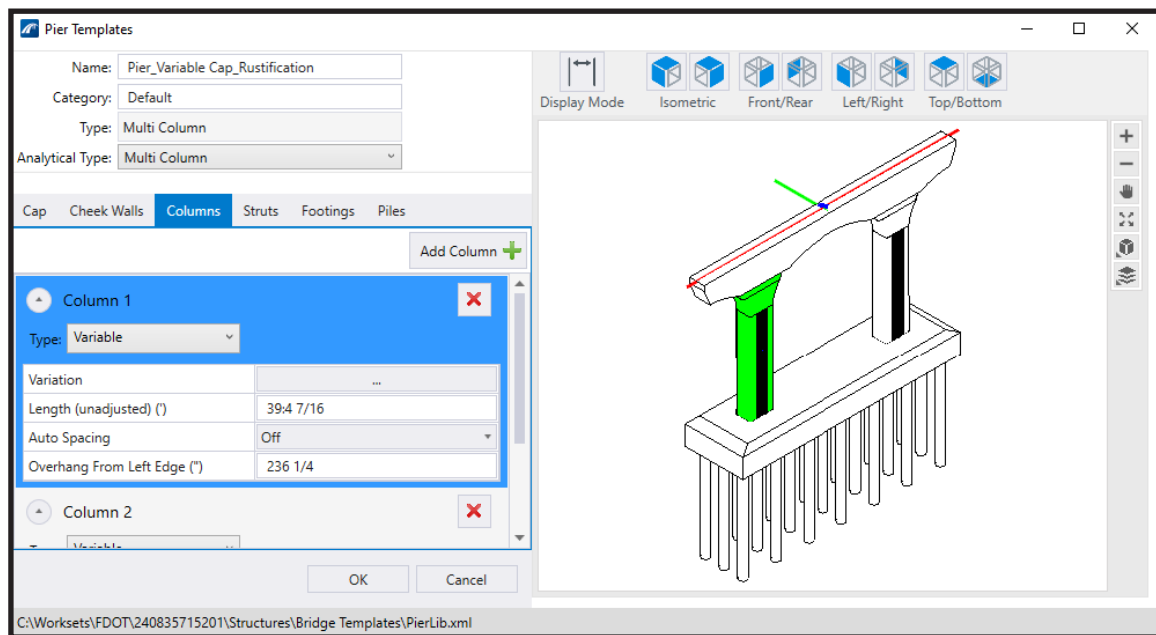 Pier Templates
Name: Pier_Variable Cap_Rustification
Category: Default
Type: Multi Column
Analytical Type: Multi Column
Display Mode Isometric Front/Rear Left/Right Top/Bottom
Cap Cheek Walls Columns Struts Footings Piles
Add Column
Column 1
Type: Variable
Variation ...
Length (unadjusted) (') 39:4 7/16
Auto Spacing Off
Overhang From Left Edge (") 236 1/4
Column 2
OK Cancel
C:\Worksets\FDOT\240835715201\Structures\Bridge Templates\PierLib.xml